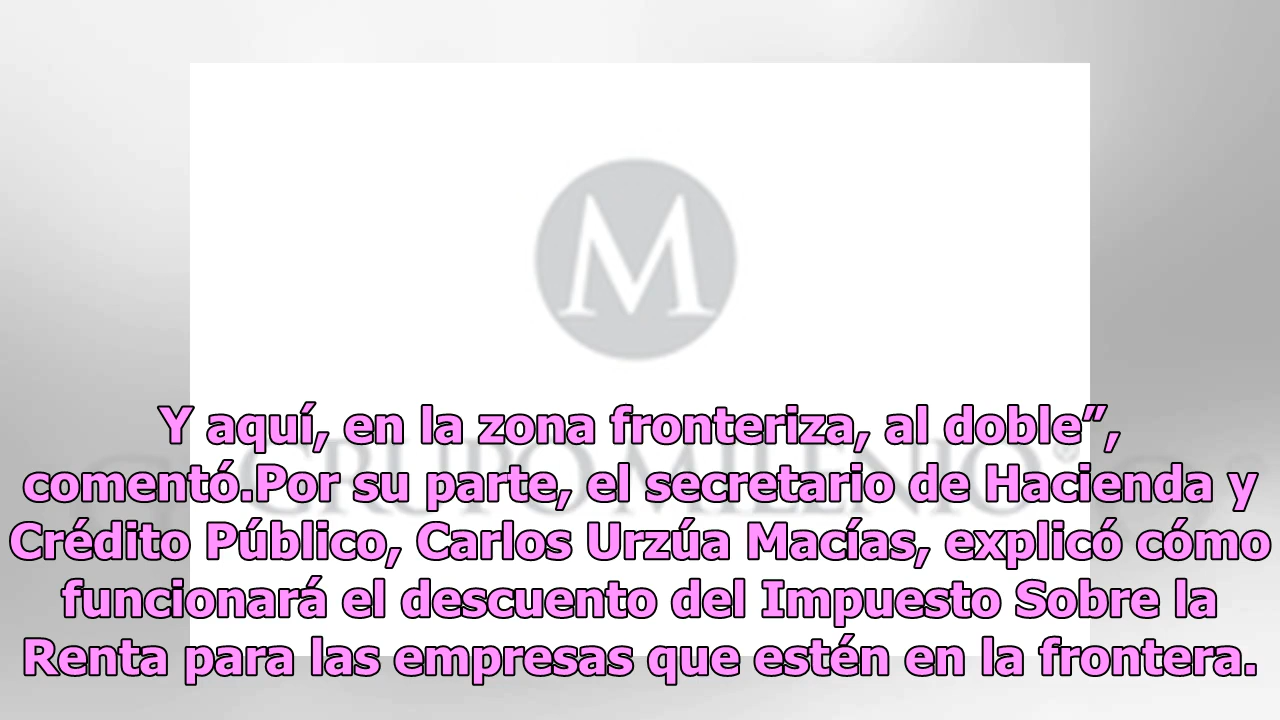 M
Y aquí, en la zona fronteriza, al doble”,
comentó.Por su parte, el secretario de Hacienda y
GRUPO MILENIO®
Crédito Público, Carlos Urzúa Macías, explicó cómo
funcionará el descuento del Impuesto Sobre la
Renta para las empresas que estén en la frontera.